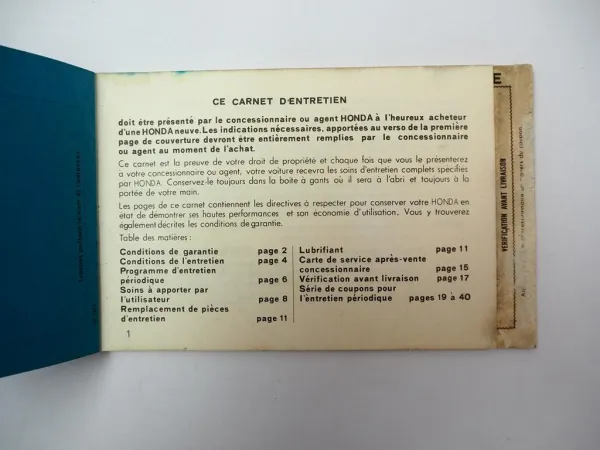 CE CARNET D'ENTRETIEN
doit être présenté par le concessionnaire ou agent HONDA à l'heureux acheteur
d'une HONDA neuve. Les indications nécessaires, apportées au verso de la première
page de couverture devront être entièrement remplies par le concessionnaire
ou agent au moment de l'achat.
Ce carnet est la preuve de votre droit de propriété et chaque fois que vous le présenterez
à votre concessionnaire ou agent, votre voiture recevra les soins d'entretien complets spécifiés
par HONDA. Conservez-le toujours dans la boite à gants où il sera à l'abri et toujours à la
portée de votre main.
Les pages de ce carnet contiennent les directives à respecter pour conserver votre HONDA en
état de démontrer ses hautes performances et son économie d'utilisation. Vous y trouverez
également décrites les conditions de garantie.
Table des matières:
Conditions de garantie page 2
Conditions de l'entretien page 4
Programme d'entretien
périodique page 6
Soins à apporter par
l'utilisateur page 8
Remplacement de pièces
d'entretien page 11
Lubrifiant page 11
Carte de service après-vente
concessionnaire page 15
Vérification avant livraison page 17
Série de coupons pour
l'entretien périodique pages 19 à 40
1
E
VERIFICATION AVANT LIVRAISON